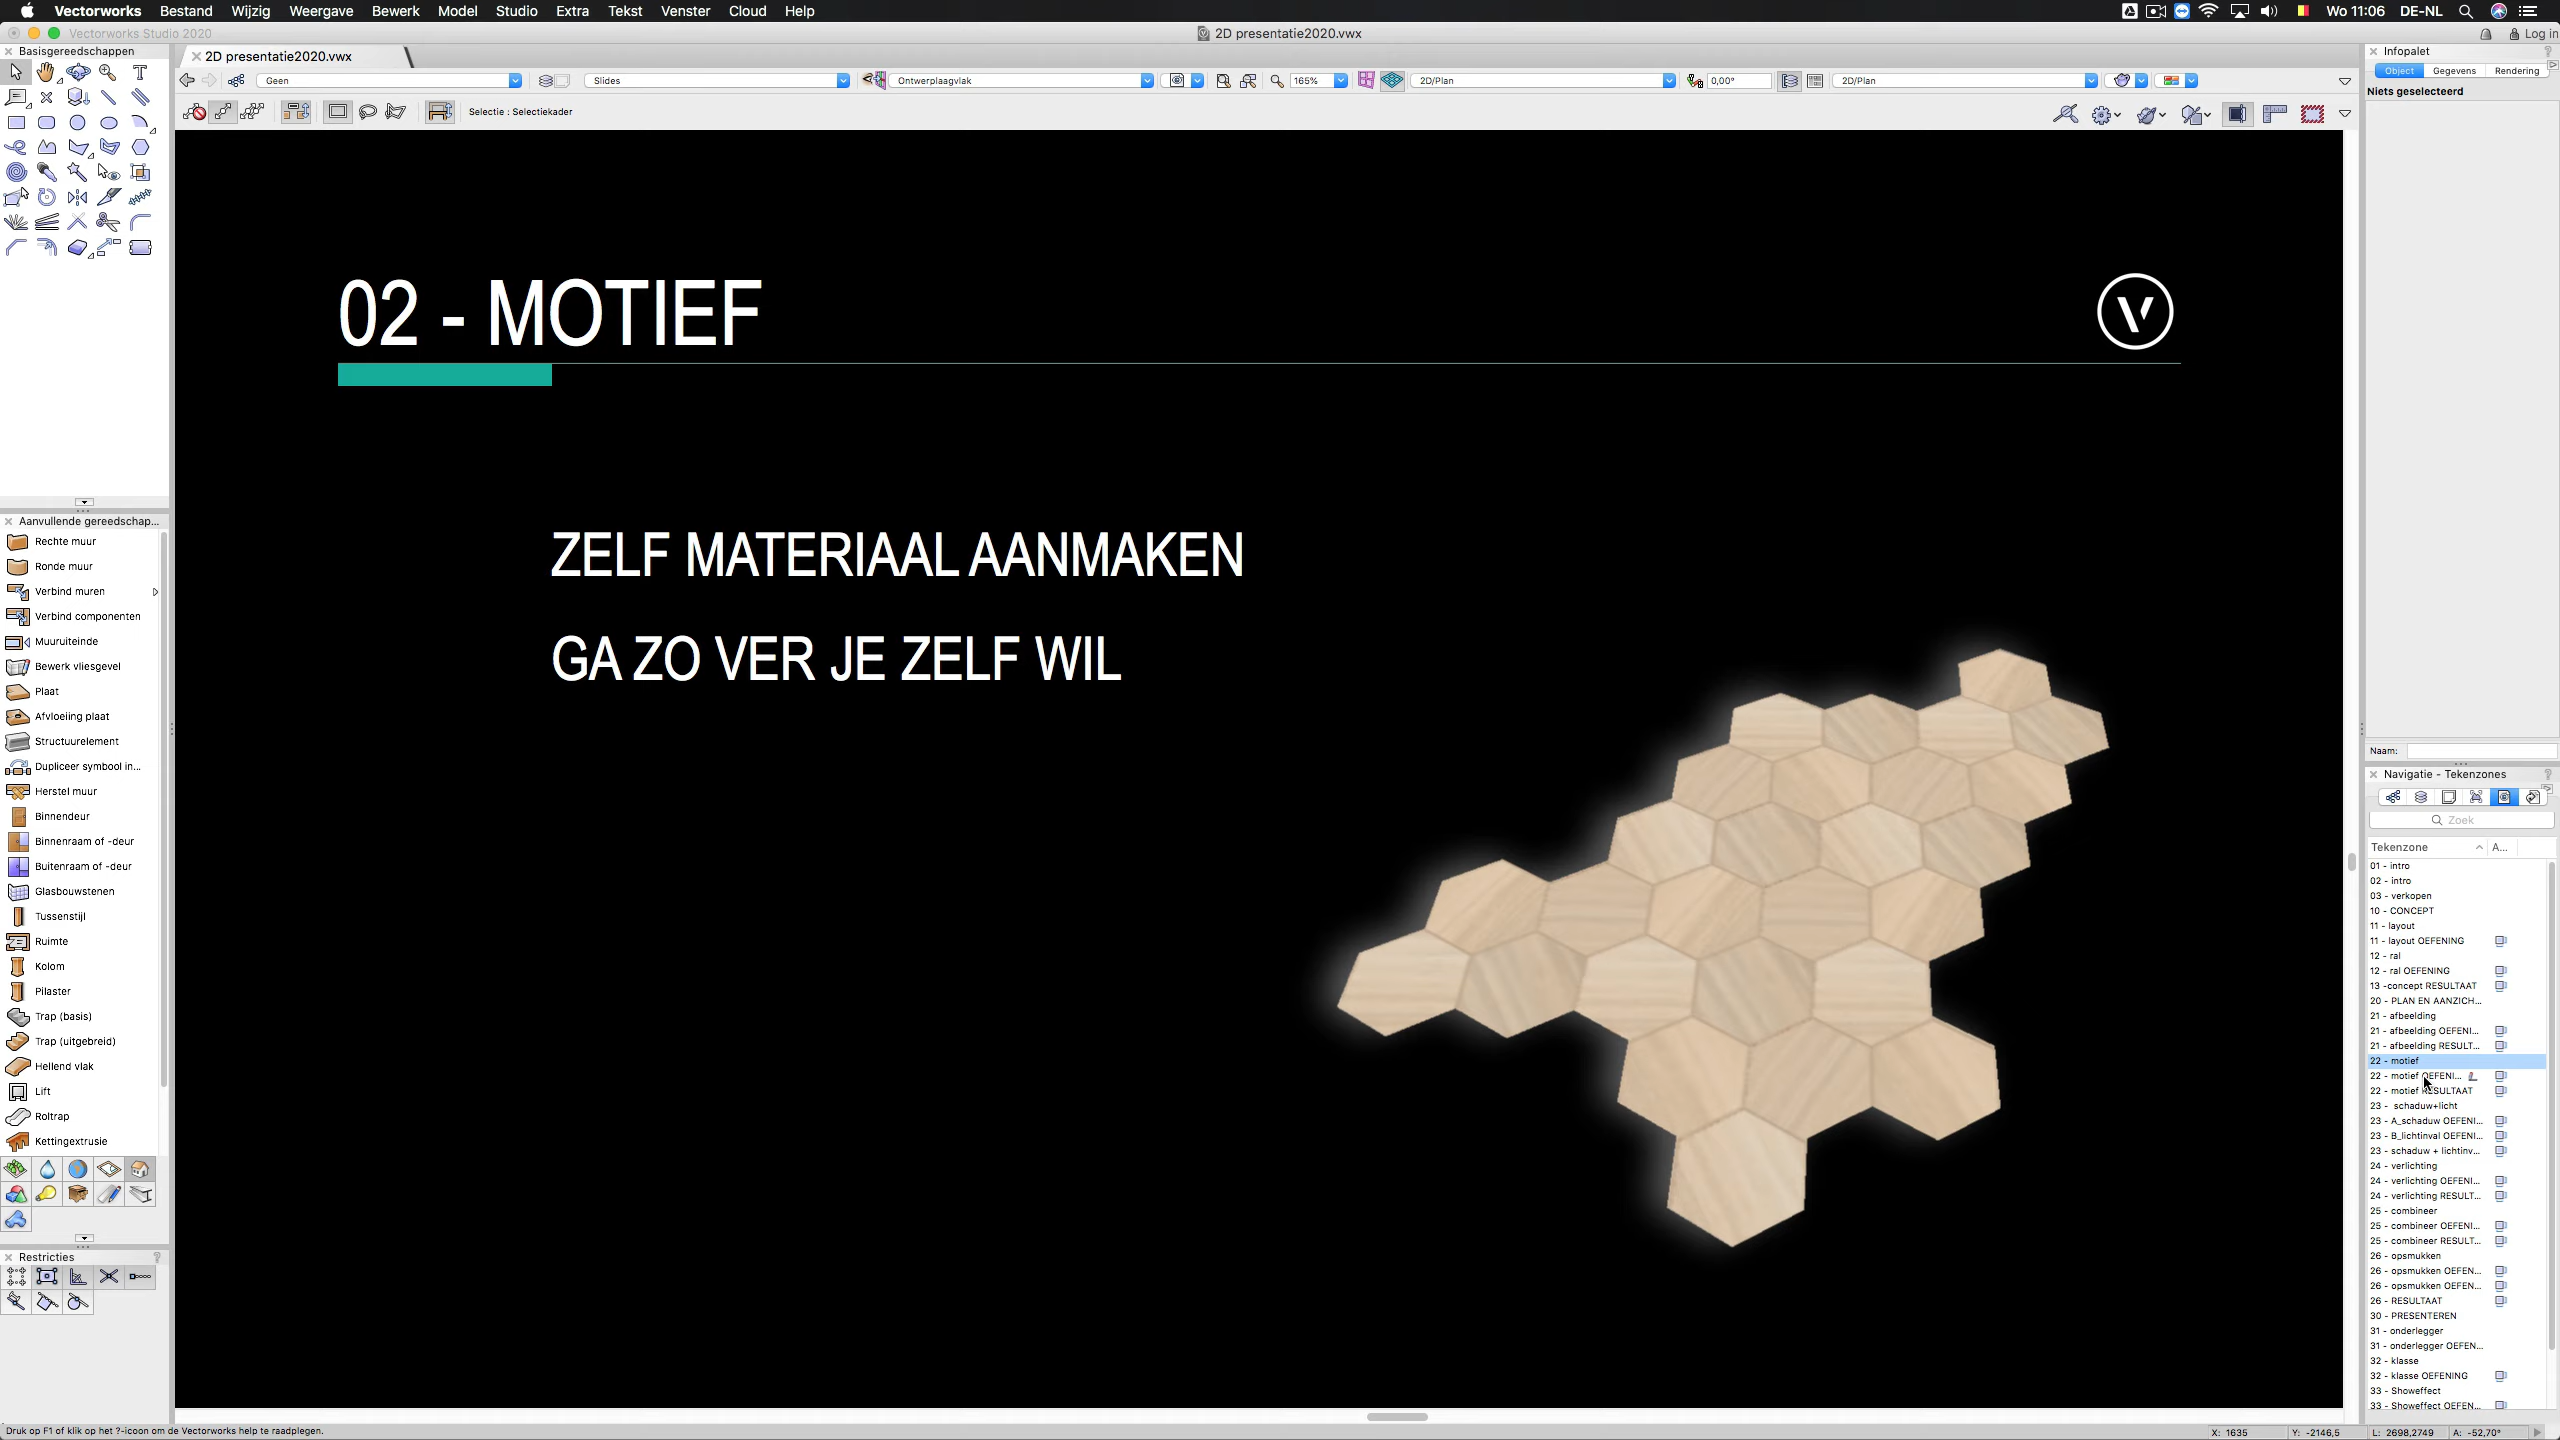 Vectorworks Bestand Wijzig Weergave Bewerk Model Studio Extra Tekst Venster Cloud Help
Wo 11:06 DE-NL
Vectorworks Studio 2020
2D presentatie2020.vwx
Log in
Basisgereedschappen
2D presentatie2020.vwx
Infopalet
Geen
Slides
Ontwerplaagvlak
165%
2D/Plan
0,00°
2D/Plan
Object Gegevens Rendering
Niets geselecteerd
Selectie : Selectiekader
02 - MOTIEF
ZELF MATERIAAL AANMAKEN
GA ZO VER JE ZELF WIL
Aanvullende gereedschap...
Rechte muur
Ronde muur
Verbind muren
Verbind componenten
Muuruiteinde
Bewerk vliesgevel
Plaat
Afvloeiing plaat
Structuurelement
Dupliceer symbool in...
Herstel muur
Binnendeur
Binnenraam of -deur
Buitenraam of -deur
Glasbouwstenen
Tussenstijl
Ruimte
Kolom
Pilaster
Trap (basis)
Trap (uitgebreid)
Hellend vlak
Lift
Roltrap
Kettingextrusie
Restricties
Naam:
Navigatie - Tekenzones
Zoek
Tekenzone A...
01 - intro
02 - intro
03 - verkopen
10 - CONCEPT
11 - layout
11 - layout OEFENING
12 - ral
12 - ral OEFENING
13 -concept RESULTAAT
20 - PLAN EN AANZICH...
21 - afbeelding
21 - afbeelding OEFENI...
21 - afbeelding RESULT...
22 - motief
22 - motief OEFENI...
22 - motief RESULTAAT
23 - schaduw+licht
23 - A_schaduw OEFENI...
23 - B_lichtinval OEFENI...
23 - schaduw + lichtinv...
24 - verlichting
24 - verlichting OEFENI...
24 - verlichting RESULT...
25 - combineer
25 - combineer OEFENI...
25 - combineer RESULT...
26 - opsmukken
26 - opsmukken OEFEN...
26 - opsmukken OEFEN...
26 - RESULTAAT
30 - PRESENTEREN
31 - onderlegger
31 - onderlegger OEFEN...
32 - klasse
32 - klasse OEFENING
33 - Showeffect
33 - Showeffect OEFEN...
Druk op F1 of klik op het ?-icoon om de Vectorworks help te raadplegen.
X: 1635 Y: -2146,5 L: 2698,2749 A: -52,70°